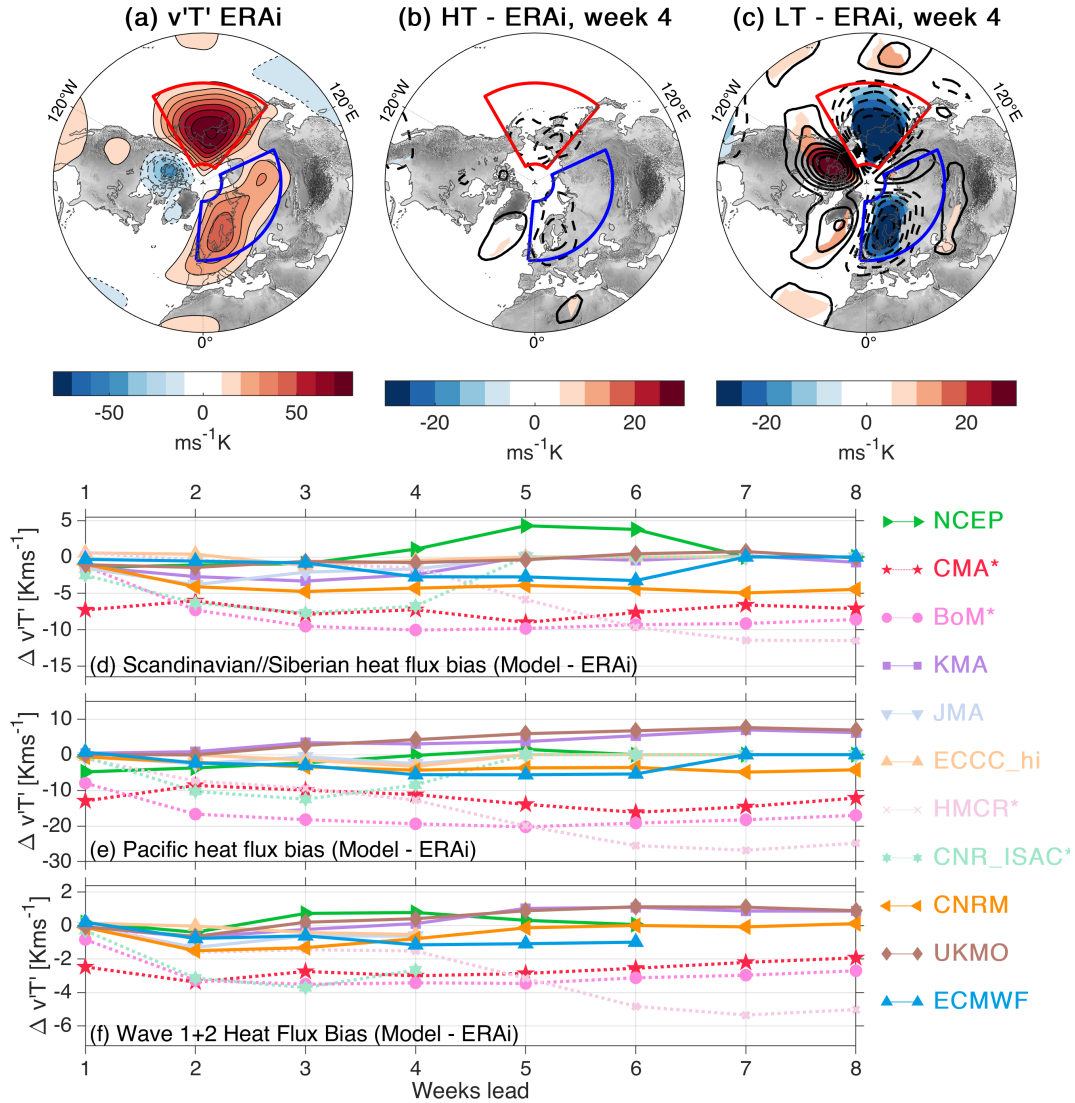 (a) v'T' ERAi
(b) HT - ERAi, week 4
(c) LT - ERAi, week 4
120°W
120°E
0°
120°W
120°E
0°
120°W
120°E
0°
-50 0 50
ms⁻¹K
-20 0 20
ms⁻¹K
-20 0 20
ms⁻¹K
1 2 3 4 5 6 7 8
5
0
-5
-10
-15
Δ v'T' [Kms⁻¹]
(d) Scandinavian//Siberian heat flux bias (Model - ERAi)
10
0
-10
-20
-30
Δ v'T' [Kms⁻¹]
(e) Pacific heat flux bias (Model - ERAi)
2
0
-2
-4
-6
Δ v'T' [Kms⁻¹]
(f) Wave 1+2 Heat Flux Bias (Model - ERAi)
1 2 3 4 5 6 7 8
Weeks lead
NCEP
CMA*
BoM*
KMA
JMA
ECCC_hi
HMCR*
CNR_ISAC*
CNRM
UKMO
ECMWF